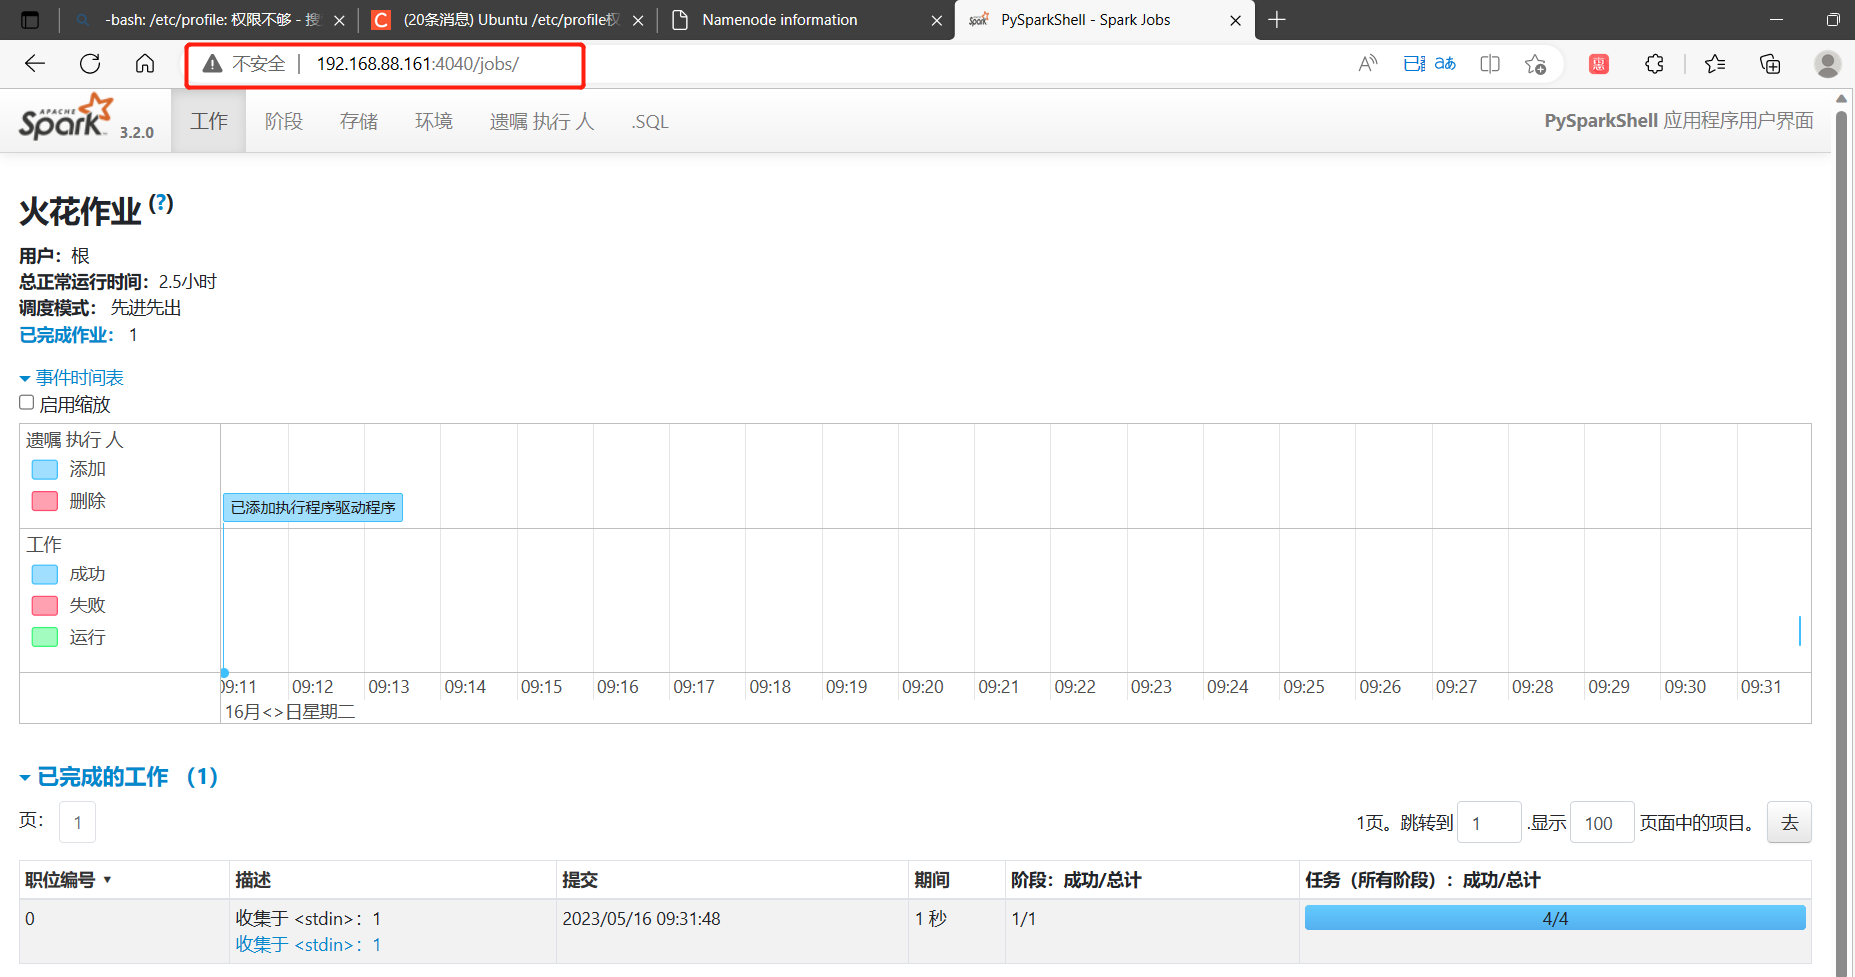 -bash: /etc/profile: 权限不够 - 搜
(20条消息) Ubuntu /etc/profile权
Namenode information
PySparkShell - Spark Jobs
不安全
192.168.88.161:4040/jobs/
APACHE
Spark
3.2.0
工作
阶段
存储
环境
遗嘱 执行 人
.SQL
PySparkShell 应用程序用户界面
火花作业 (?)
用户： 根
总正常运行时间： 2.5小时
调度模式： 先进先出
已完成作业： 1
事件时间表
启用缩放
遗嘱 执行 人
添加
删除
已添加执行程序驱动程序
工作
成功
失败
运行
09:11 09:12 09:13 09:14 09:15 09:16 09:17 09:18 09:19 09:20 09:21 09:22 09:23 09:24 09:25 09:26 09:27 09:28 09:29 09:30 09:31
16月<>日星期二
已完成的工作 （1）
页： 1
1页。跳转到 1 .显示 100 页面中的项目。 去
职位编号 描述 提交 期间 阶段：成功/总计 任务（所有阶段）：成功/总计
0 收集于 <stdin>：1 2023/05/16 09:31:48 1 秒 1/1 4/4
收集于 <stdin>：1